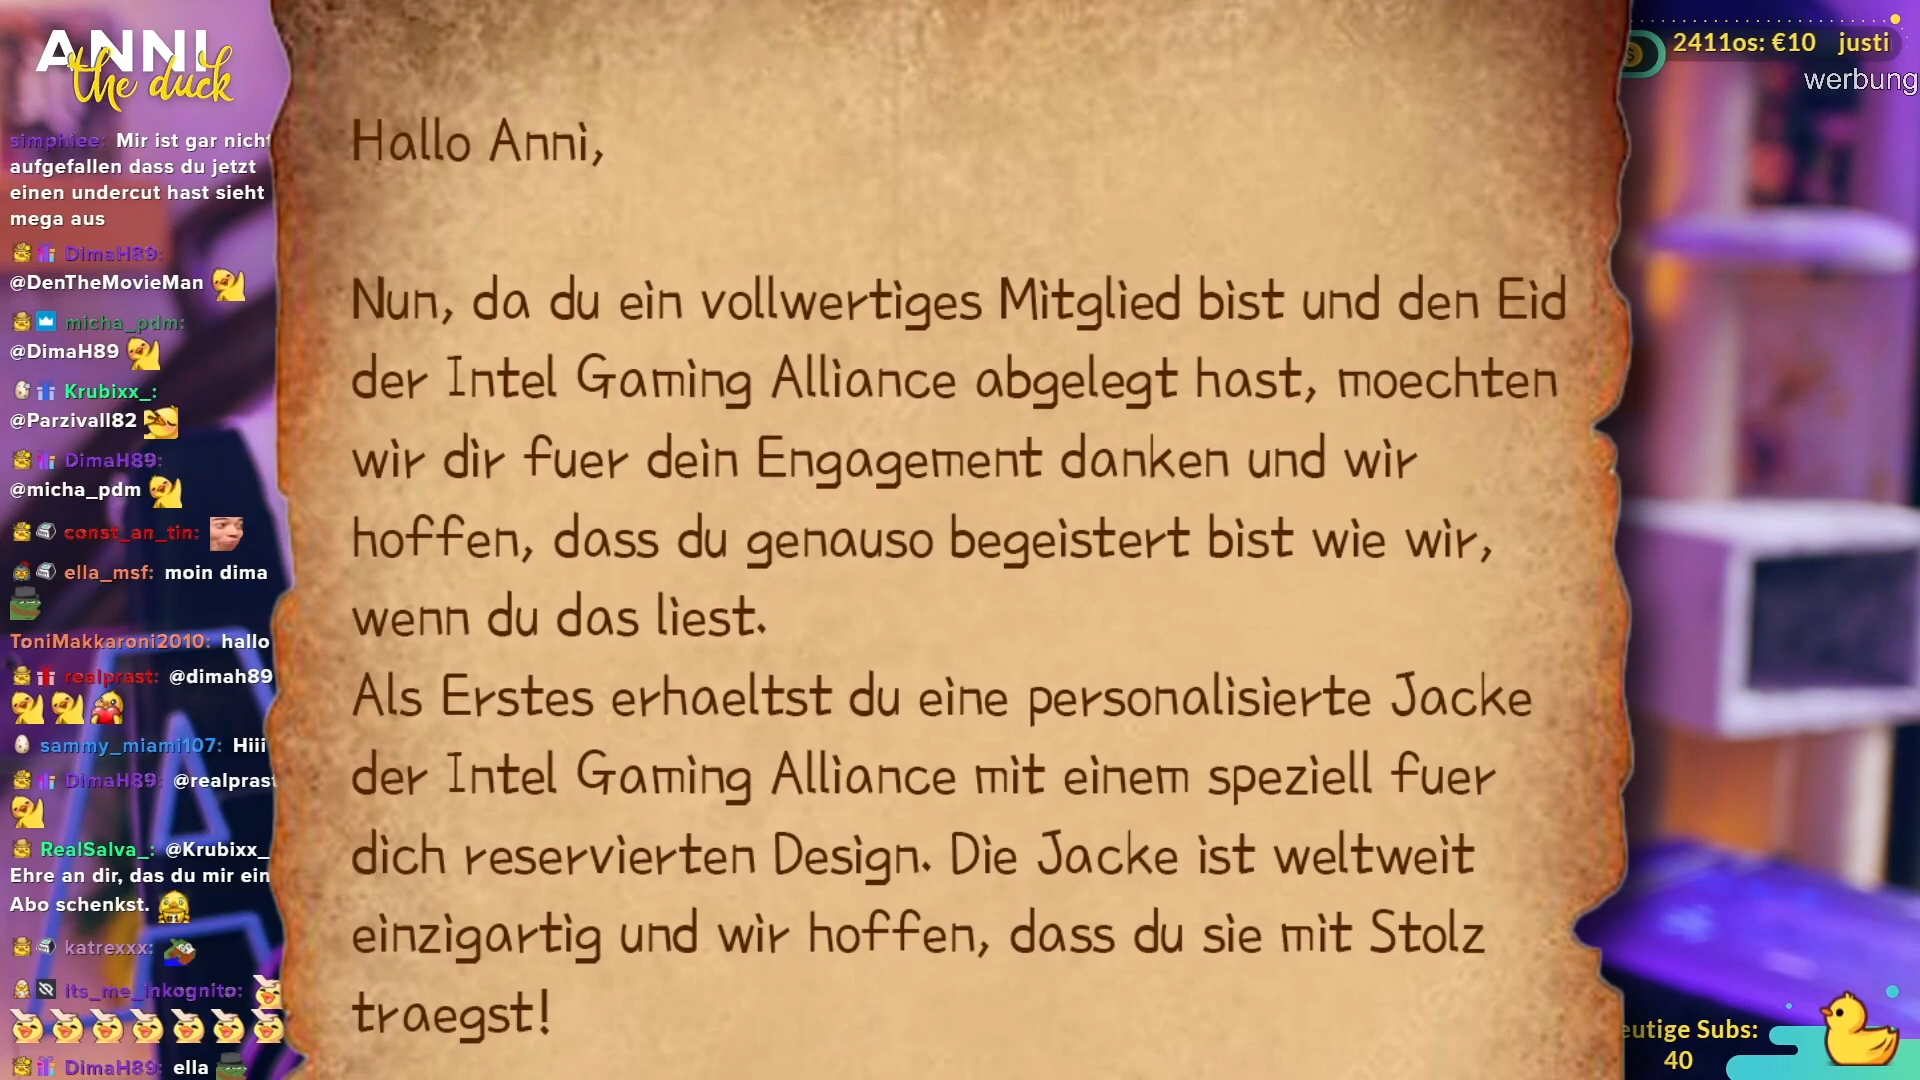 ANNI
the duck
simphiee: Mir ist gar nicht
aufgefallen dass du jetzt
einen undercut hast sieht
mega aus
DimaH89:
@DenTheMovieMan
micha_pdm:
@DimaH89
Krubixx_:
@Parzivall82
DimaH89:
@micha_pdm
const_an_tin:
ella_msf: moin dima
ToniMakkaroni2010: hallo
realprast: @dimah89
sammy_miami107: Hiii
DimaH89: @realprast
RealSalva_: @Krubixx_
Ehre an dir, das du mir ein
Abo schenkst.
katrexxx:
its_me_inkognito:
DimaH89: ella
Hallo Anni,
Nun, da du ein vollwertiges Mitglied bist und den Eid
der Intel Gaming Alliance abgelegt hast, moechten
wir dir fuer dein Engagement danken und wir
hoffen, dass du genauso begeistert bist wie wir,
wenn du das liest.
Als Erstes erhaeltst du eine personalisierte Jacke
der Intel Gaming Alliance mit einem speziell fuer
dich reservierten Design. Die Jacke ist weltweit
einzigartig und wir hoffen, dass du sie mit Stolz
traegst!
2411os: €10 justi
werbung
eutige Subs:
40